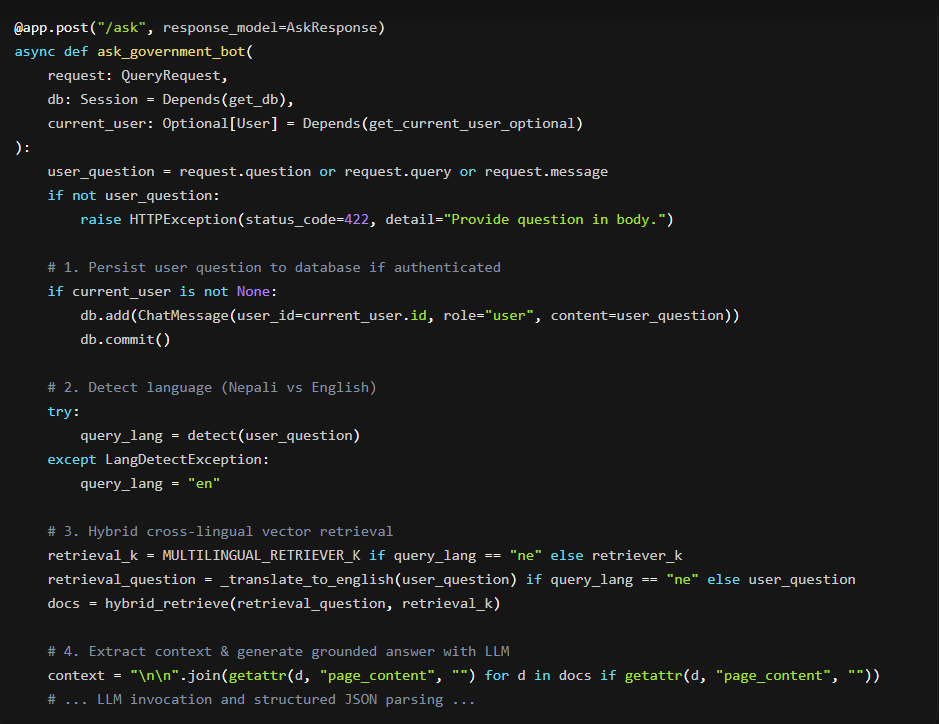 @app.post("/ask", response_model=AskResponse)
async def ask_government_bot(
    request: QueryRequest,
    db: Session = Depends(get_db),
    current_user: Optional[User] = Depends(get_current_user_optional)
):
    user_question = request.question or request.query or request.message
    if not user_question:
        raise HTTPException(status_code=422, detail="Provide question in body.")

    # 1. Persist user question to database if authenticated
    if current_user is not None:
        db.add(ChatMessage(user_id=current_user.id, role="user", content=user_question))
        db.commit()

    # 2. Detect language (Nepali vs English)
    try:
        query_lang = detect(user_question)
    except LangDetectException:
        query_lang = "en"

    # 3. Hybrid cross-lingual vector retrieval
    retrieval_k = MULTILINGUAL_RETRIEVER_K if query_lang == "ne" else retriever_k
    retrieval_question = _translate_to_english(user_question) if query_lang == "ne" else user_question
    docs = hybrid_retrieve(retrieval_question, retrieval_k)

    # 4. Extract context & generate grounded answer with LLM
    context = "\n\n".join(getattr(d, "page_content", "") for d in docs if getattr(d, "page_content", ""))
    # ... LLM invocation and structured JSON parsing ...